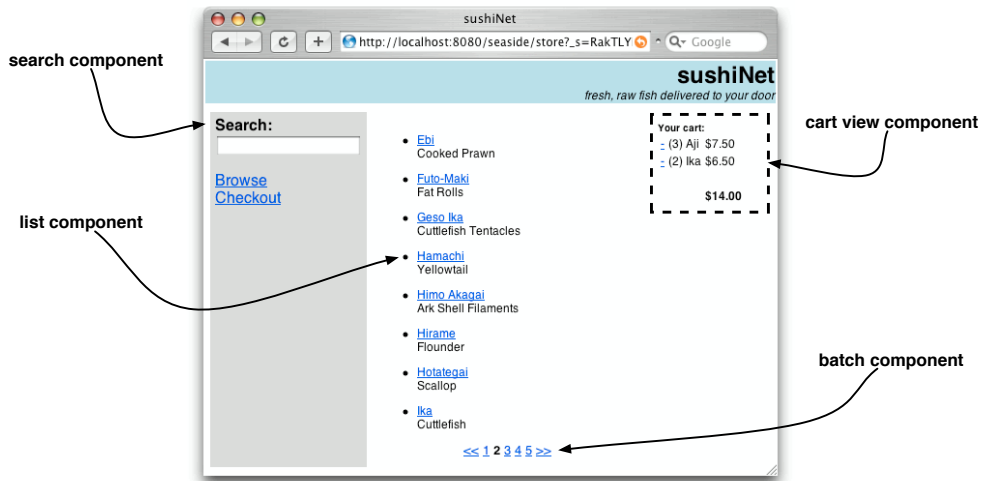 sushiNet
http://localhost:8080/seaside/store?_s=RakTLY
Google
sushiNet
fresh, raw fish delivered to your door
search component
Search:
Browse
Checkout
list component
Ebi
Cooked Prawn
Futo-Maki
Fat Rolls
Geso Ika
Cuttlefish Tentacles
Hamachi
Yellowtail
Himo Akagai
Ark Shell Filaments
Hirame
Flounder
Hotategai
Scallop
Ika
Cuttlefish
<< 1 2 3 4 5 >>
Your cart:
- (3) Aji $7.50
- (2) Ika $6.50
$14.00
cart view component
batch component